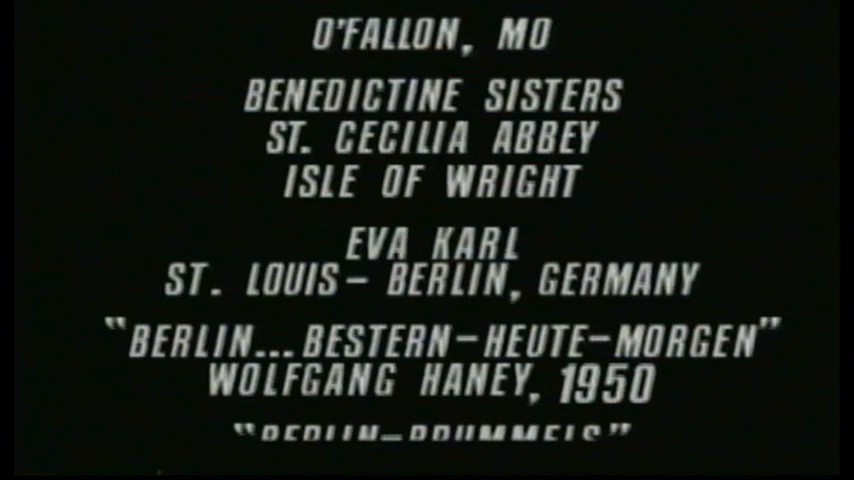 O'FALLON, MO
BENEDICTINE SISTERS
ST. CECILIA ABBEY
ISLE OF WRIGHT
EVA KARL
ST. LOUIS - BERLIN, GERMANY
"BERLIN... BESTERN-HEUTE-MORGEN"
WOLFGANG HANEY, 1950